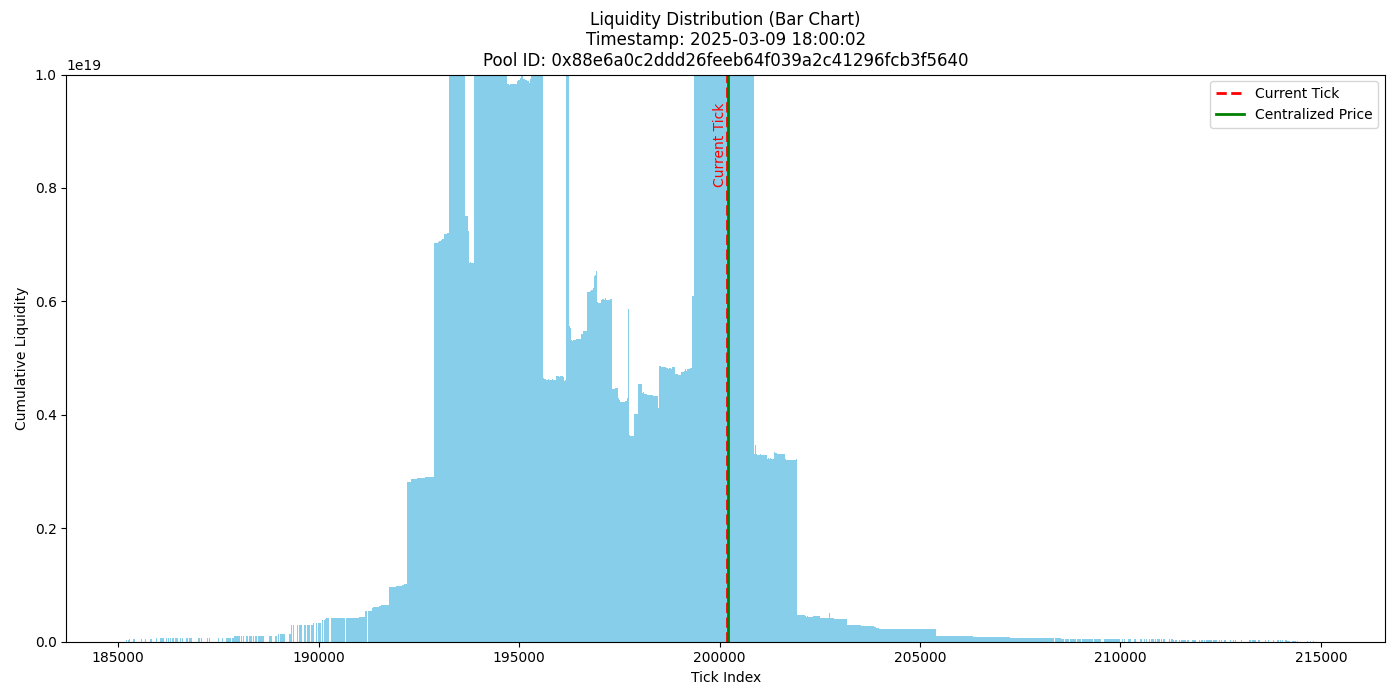 Liquidity Distribution (Bar Chart)
Timestamp: 2025-03-09 18:00:02
Pool ID: 0x88e6a0c2ddd26feeb64f039a2c41296fcb3f5640
1e19
1.0
0.8
0.6
0.4
0.2
0.0
Cumulative Liquidity
Current Tick
Current Tick
Centralized Price
185000 190000 195000 200000 205000 210000 215000
Tick Index